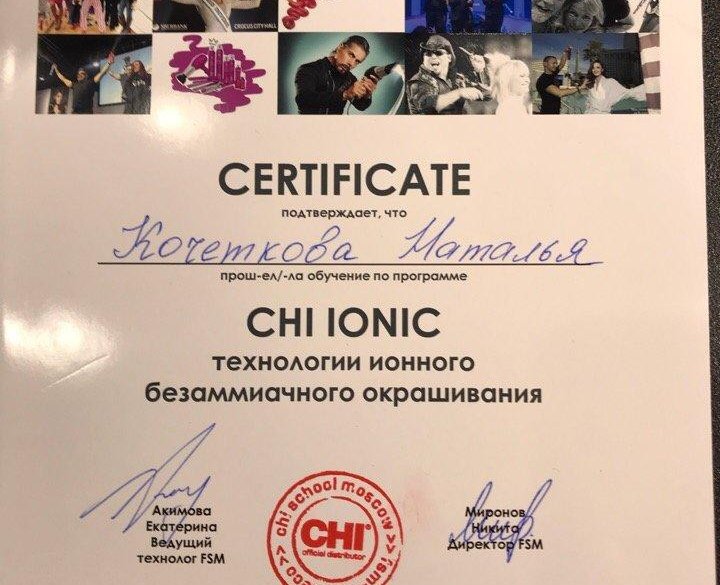 CROCUS CITY HALL
CERTIFICATE
подтверждает, что
Кочеткова Наталья
прош-ел/-ла обучение по программе
CHI IONIC
технологии ионного
безаммиачного окрашивания
Акимова
Екатерина
Ведущий
технолог FSM
chi school moscow
CHI
official distributor
Миронов
Никита
Директор FSM